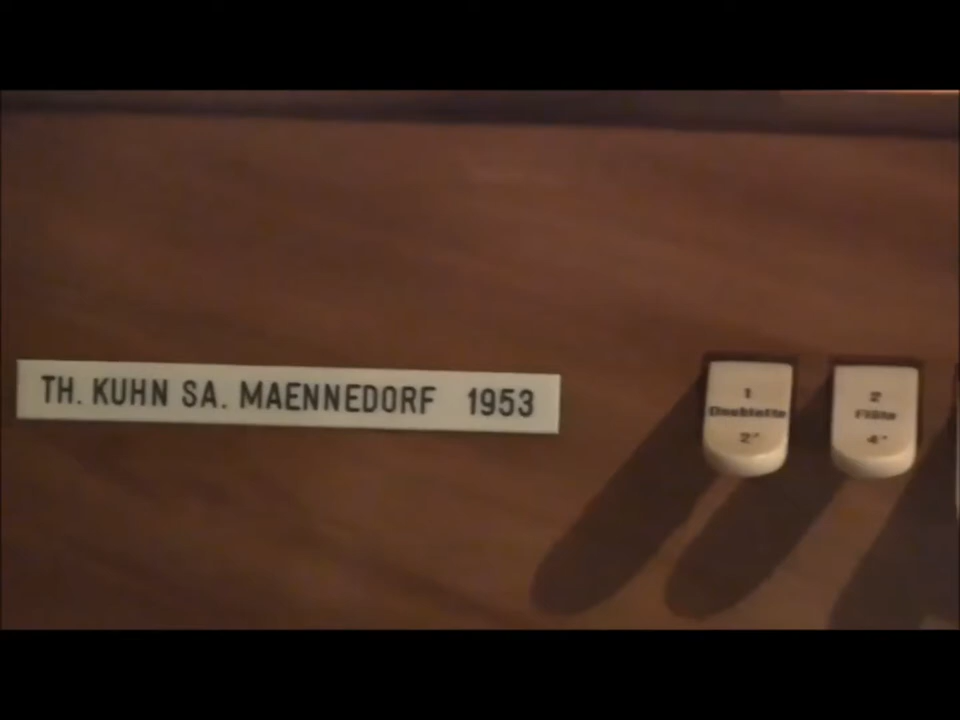 TH. KUHN SA. MAENNEDORF 1953
1
Doublette
2'
2
Flûte
4'